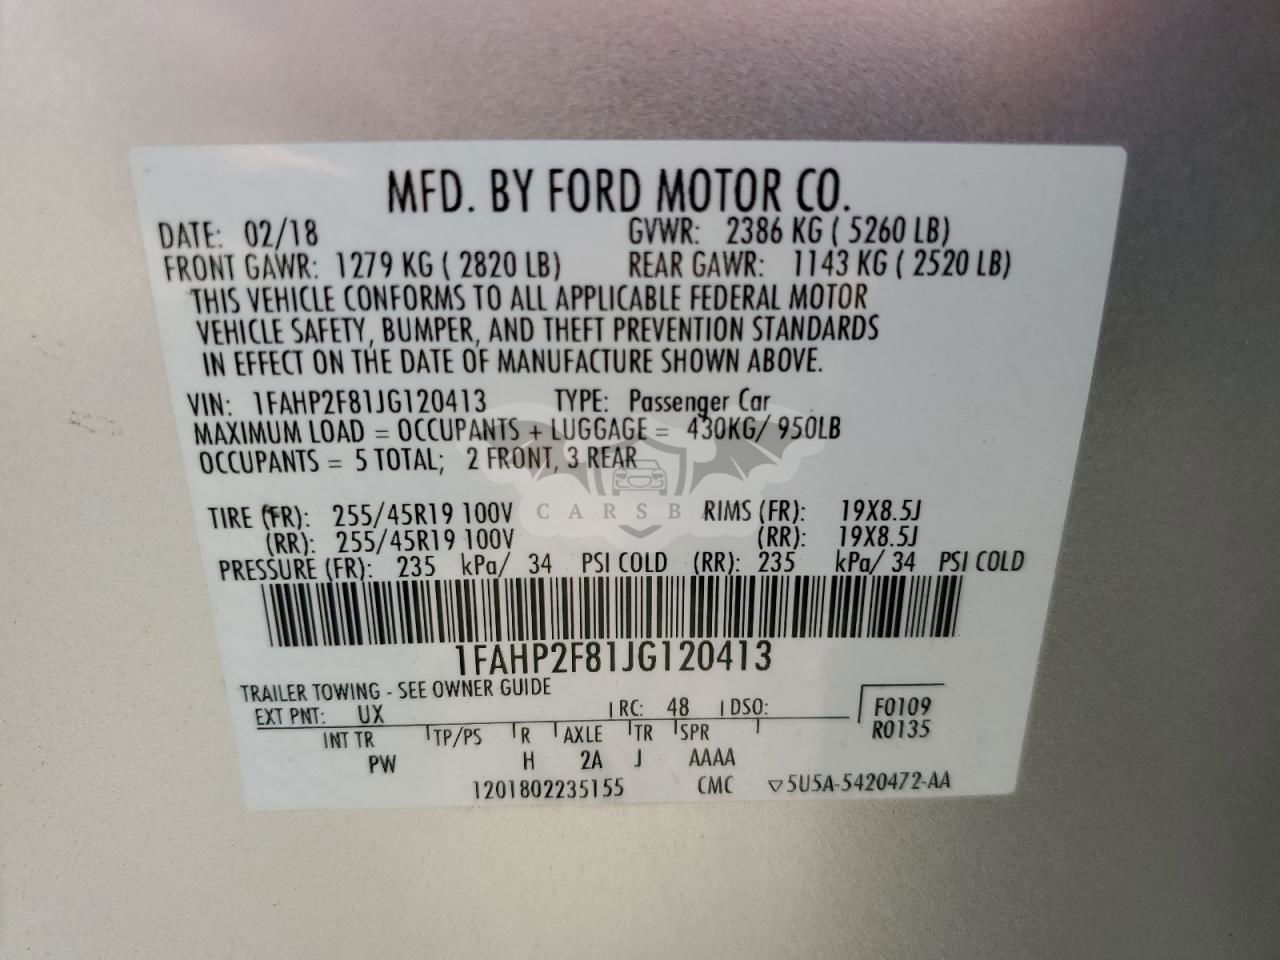 MFD. BY FORD MOTOR CO.
DATE: 02/18 GVWR: 2386 KG ( 5260 LB)
FRONT GAWR: 1279 KG ( 2820 LB) REAR GAWR: 1143 KG ( 2520 LB)
THIS VEHICLE CONFORMS TO ALL APPLICABLE FEDERAL MOTOR
VEHICLE SAFETY, BUMPER, AND THEFT PREVENTION STANDARDS
IN EFFECT ON THE DATE OF MANUFACTURE SHOWN ABOVE.
VIN: 1FAHP2F81JG120413 TYPE: Passenger Car
MAXIMUM LOAD = OCCUPANTS + LUGGAGE = 430KG/ 950LB
OCCUPANTS = 5 TOTAL; 2 FRONT, 3 REAR
CARSB
TIRE (FR): 255/45R19 100V RIMS (FR): 19X8.5J
(RR): 255/45R19 100V (RR): 19X8.5J
PRESSURE (FR): 235 kPa/ 34 PSI COLD (RR): 235 kPa/ 34 PSI COLD
1FAHP2F81JG120413
TRAILER TOWING - SEE OWNER GUIDE
EXT PNT: UX RC: 48 DSO: F0109
INT TR TP/PS R AXLE TR SPR R0135
PW H 2A J AAAA
1201802235155 CMC ▽5U5A-5420472-AA